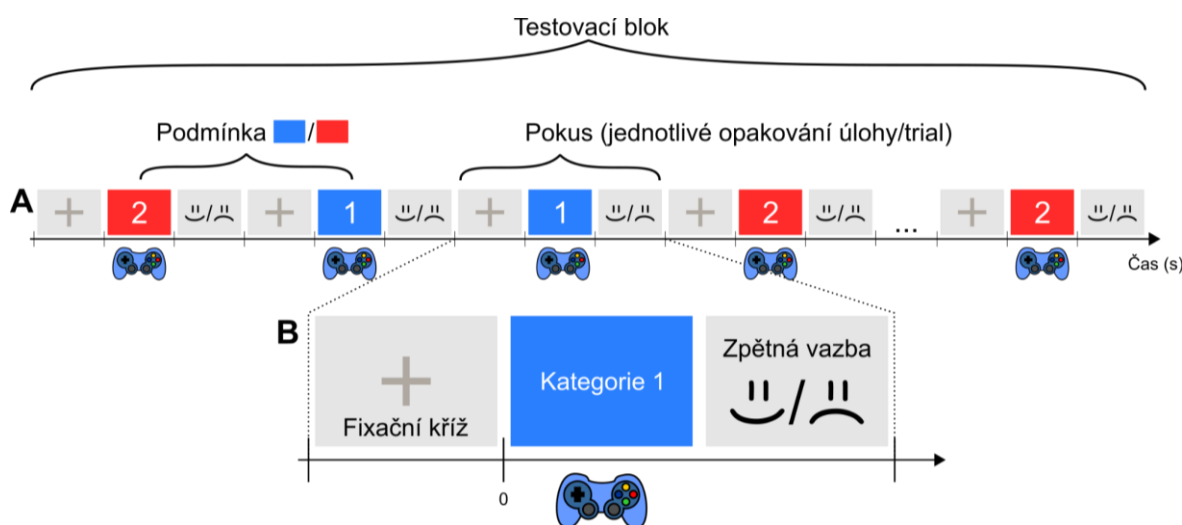 Testovací blok
Podmínka / Pokus (jednotlivé opakování úlohy/trial)
A
2 / 1 / 1 / 2 / ... 2 /
Čas (s)
B
Zpětná vazba
Kategorie 1
/
Fixační kříž
0